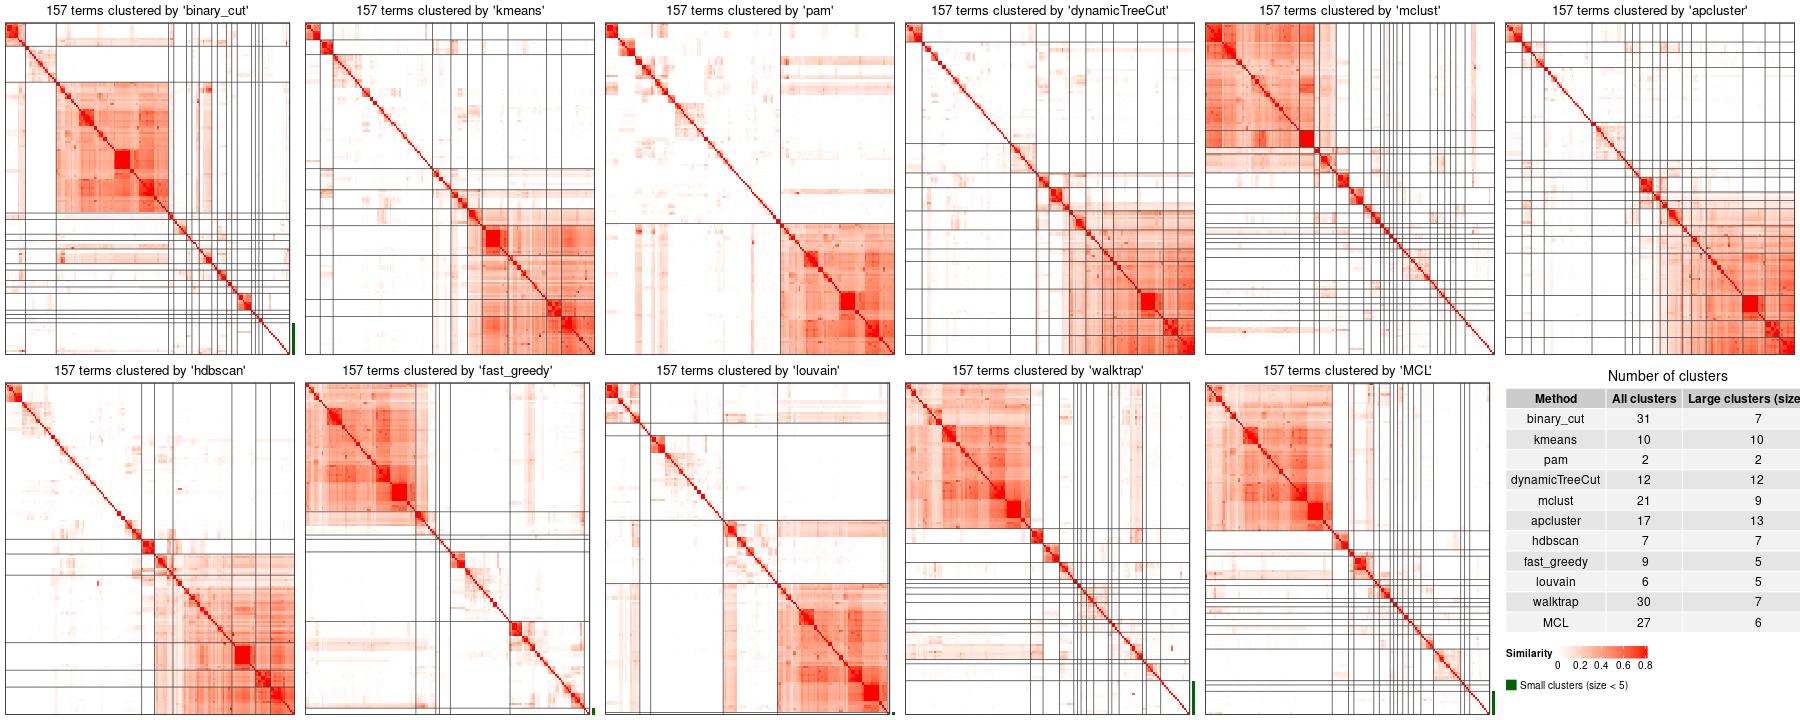 157 terms clustered by 'binary_cut'
157 terms clustered by 'kmeans'
157 terms clustered by 'pam'
157 terms clustered by 'dynamicTreeCut'
157 terms clustered by 'mclust'
157 terms clustered by 'apcluster'
157 terms clustered by 'hdbscan'
157 terms clustered by 'fast_greedy'
157 terms clustered by 'louvain'
157 terms clustered by 'walktrap'
157 terms clustered by 'MCL'
Number of clusters
Method All clusters Large clusters (size
binary_cut 31 7
kmeans 10 10
pam 2 2
dynamicTreeCut 12 12
mclust 21 9
apcluster 17 13
hdbscan 7 7
fast_greedy 9 5
louvain 6 5
walktrap 30 7
MCL 27 6
Similarity
0 0.2 0.4 0.6 0.8
Small clusters (size < 5)